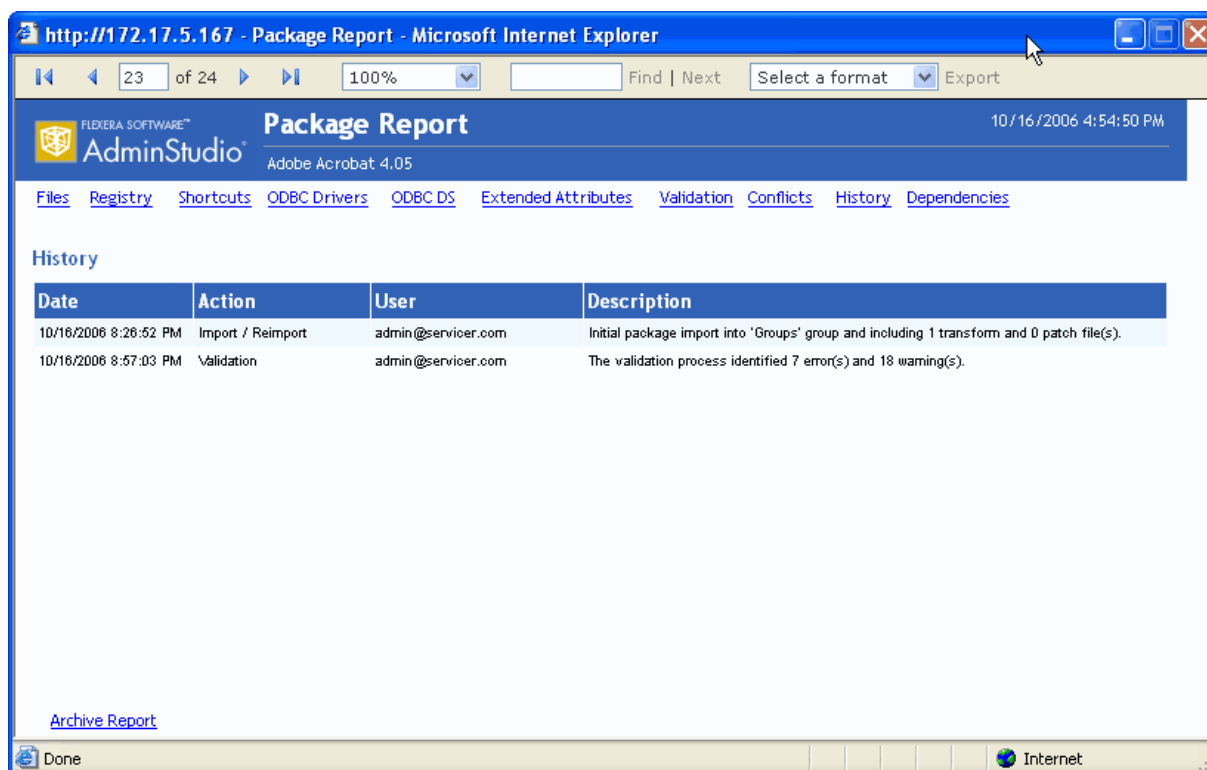 http://172.17.5.167 - Package Report - Microsoft Internet Explorer
23 of 24 100% Find | Next Select a format Export
FLEXERA SOFTWARE™
AdminStudio®
Package Report
10/16/2006 4:54:50 PM
Adobe Acrobat 4.05
Files Registry Shortcuts ODBC Drivers ODBC DS Extended Attributes Validation Conflicts History Dependencies
History
Date Action User Description
10/16/2006 8:26:52 PM Import / Reimport admin@servicer.com Initial package import into 'Groups' group and including 1 transform and 0 patch file(s).
10/16/2006 8:57:03 PM Validation admin@servicer.com The validation process identified 7 error(s) and 18 warning(s).
Archive Report
Done Internet